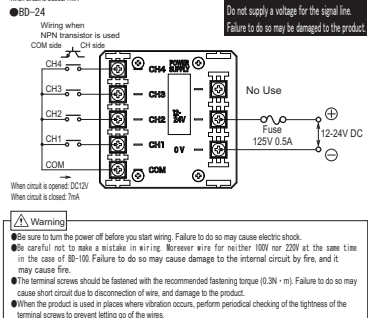 ●BD-24
Do not supply a voltage for the signal line.
Failure to do so may be damaged to the product.
Wiring when
NPN transistor is used
COM side CH side
CH4
CH3
CH2
CH1
COM
CH4
CH3
CH2
CH1
COM
POWER
SUPPLY
12-
24V
0 V
No Use
Fuse
125V 0.5A
12-24V DC
When circuit is opened: DC12V
When circuit is closed: 7mA
Warning
●Be sure to turn the power off before you start wiring. Failure to do so may cause electric shock.
●Be careful not to make a mistake in wiring. Moreover wire for neither 100V nor 220V at the same time
in the case of BD-100. Failure to do so may cause damage to the internal circuit by fire, and it
may cause fire.
●The terminal screws should be fastened with the recommended fastening torque (0.3N・m). Failure to do so may
cause short circuit due to disconnection of wire, and damage to the product.
●When the product is used in places where vibration occurs, perform periodical checking of the tightness of the
terminal screws to prevent letting go of the wires.